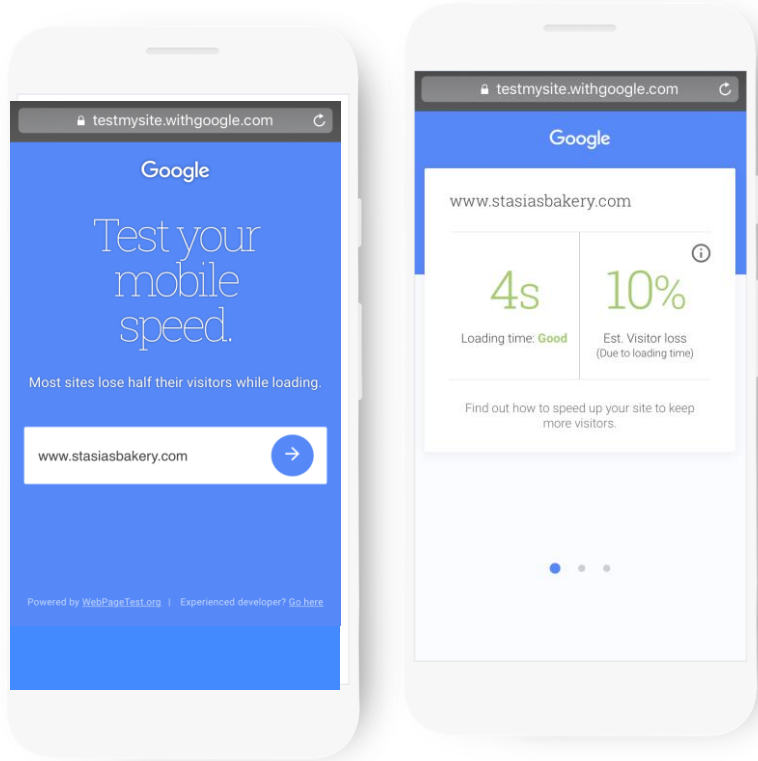 testmysite.withgoogle.com
Google
Test your
mobile
speed.
Most sites lose half their visitors while loading.
www.stasiasbakery.com
Powered by WebPageTest.org | Experienced developer? Go here
testmysite.withgoogle.com
Google
www.stasiasbakery.com
4s
Loading time: Good
10%
Est. Visitor loss
(Due to loading time)
Find out how to speed up your site to keep
more visitors.